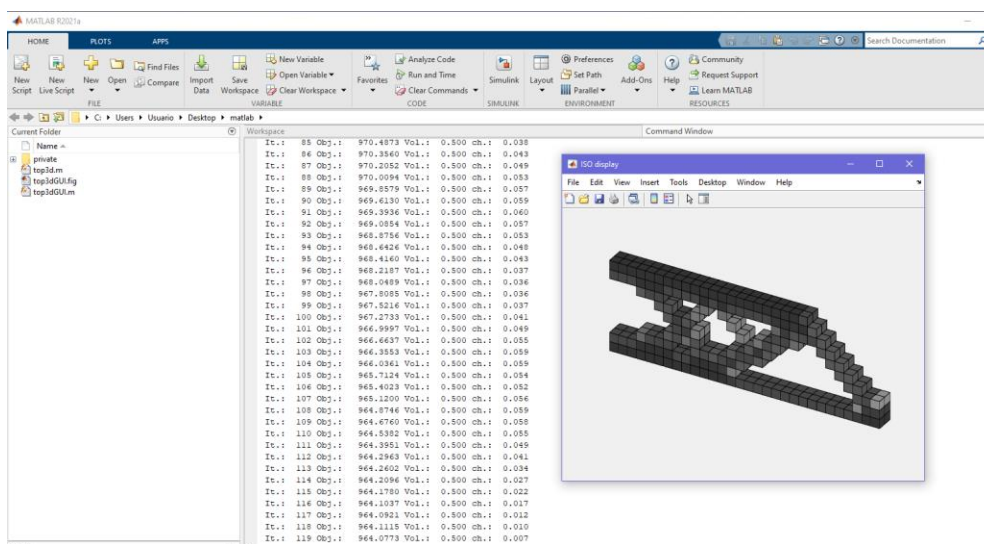 MATLAB R2021a
HOME PLOTS APPS
Search Documentation
New Script
New Live Script
New
Open
Find Files
Compare
Import Data
Save Workspace
New Variable
Open Variable
Clear Workspace
Favorites
Analyze Code
Run and Time
Clear Commands
Simulink
Layout
Preferences
Set Path
Parallel
Add-Ons
Help
Community
Request Support
Learn MATLAB
FILE VARIABLE CODE SIMULINK ENVIRONMENT RESOURCES
C: Users Usuario Desktop matlab
Current Folder
Workspace
Command Window
Name
private
top3d.m
top3dGUI.fig
top3dGUI.m
It.: 85 Obj.: 970.4873 Vol.: 0.500 ch.: 0.038
It.: 86 Obj.: 970.3560 Vol.: 0.500 ch.: 0.043
It.: 87 Obj.: 970.2052 Vol.: 0.500 ch.: 0.049
It.: 88 Obj.: 970.0094 Vol.: 0.500 ch.: 0.053
It.: 89 Obj.: 969.8579 Vol.: 0.500 ch.: 0.057
It.: 90 Obj.: 969.6130 Vol.: 0.500 ch.: 0.059
It.: 91 Obj.: 969.3936 Vol.: 0.500 ch.: 0.060
It.: 92 Obj.: 969.0854 Vol.: 0.500 ch.: 0.057
It.: 93 Obj.: 968.8756 Vol.: 0.500 ch.: 0.053
It.: 94 Obj.: 968.6426 Vol.: 0.500 ch.: 0.048
It.: 95 Obj.: 968.4160 Vol.: 0.500 ch.: 0.043
It.: 96 Obj.: 968.2187 Vol.: 0.500 ch.: 0.037
It.: 97 Obj.: 968.0489 Vol.: 0.500 ch.: 0.036
It.: 98 Obj.: 967.8085 Vol.: 0.500 ch.: 0.036
It.: 99 Obj.: 967.5216 Vol.: 0.500 ch.: 0.037
It.: 100 Obj.: 967.2733 Vol.: 0.500 ch.: 0.041
It.: 101 Obj.: 966.9997 Vol.: 0.500 ch.: 0.049
It.: 102 Obj.: 966.6637 Vol.: 0.500 ch.: 0.055
It.: 103 Obj.: 966.3553 Vol.: 0.500 ch.: 0.059
It.: 104 Obj.: 966.0361 Vol.: 0.500 ch.: 0.059
It.: 105 Obj.: 965.7124 Vol.: 0.500 ch.: 0.054
It.: 106 Obj.: 965.4023 Vol.: 0.500 ch.: 0.052
It.: 107 Obj.: 965.1200 Vol.: 0.500 ch.: 0.056
It.: 108 Obj.: 964.8746 Vol.: 0.500 ch.: 0.059
It.: 109 Obj.: 964.6760 Vol.: 0.500 ch.: 0.058
It.: 110 Obj.: 964.5382 Vol.: 0.500 ch.: 0.055
It.: 111 Obj.: 964.3951 Vol.: 0.500 ch.: 0.049
It.: 112 Obj.: 964.2963 Vol.: 0.500 ch.: 0.041
It.: 113 Obj.: 964.2602 Vol.: 0.500 ch.: 0.034
It.: 114 Obj.: 964.2096 Vol.: 0.500 ch.: 0.027
It.: 115 Obj.: 964.1780 Vol.: 0.500 ch.: 0.022
It.: 116 Obj.: 964.1037 Vol.: 0.500 ch.: 0.017
It.: 117 Obj.: 964.0921 Vol.: 0.500 ch.: 0.012
It.: 118 Obj.: 964.1115 Vol.: 0.500 ch.: 0.010
It.: 119 Obj.: 964.0773 Vol.: 0.500 ch.: 0.007
ISO display
File Edit View Insert Tools Desktop Window Help